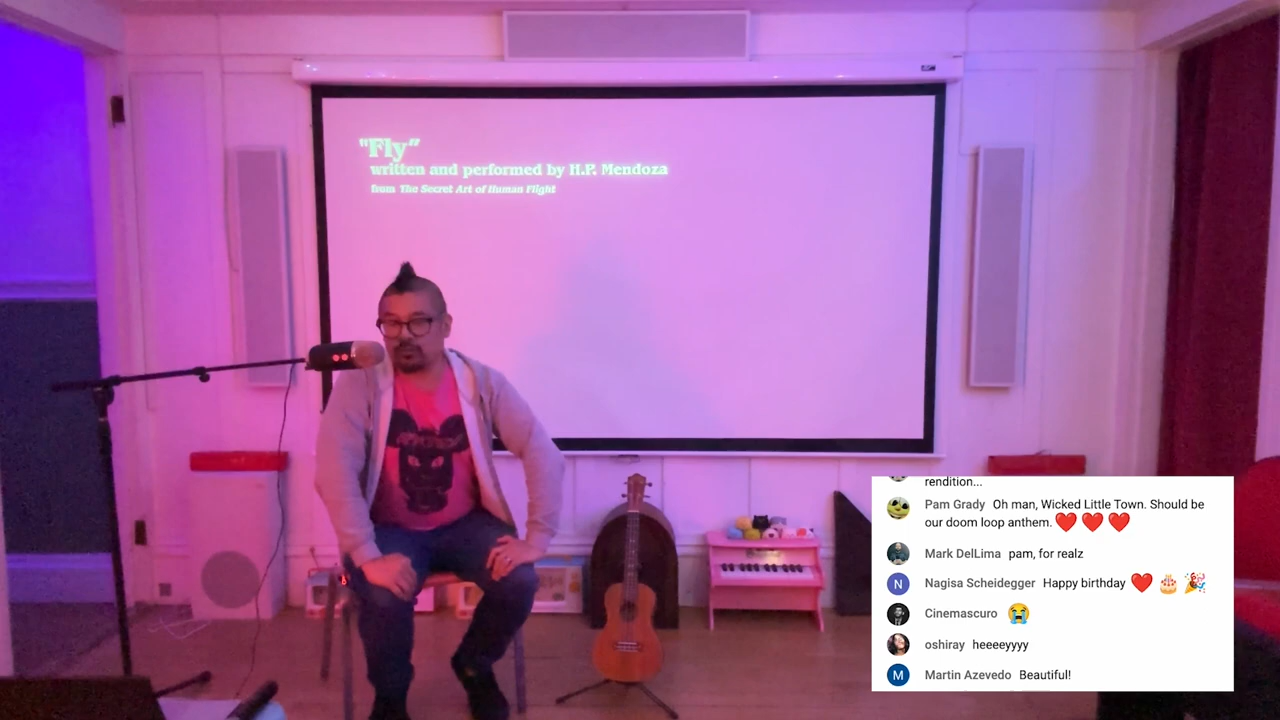 "Fly”
written and performed by H.P. Mendoza
from The Secret Art of Human Flight
rendition...
Pam Grady Oh man, Wicked Little Town. Should be
our doom loop anthem. ❤️ ❤️ ❤️
Mark DelLima pam, for realz
N Nagisa Scheidegger Happy birthday ❤️ 🎂 🎉
Cinemascuro 😭
oshiray heeeeyyyy
M Martin Azevedo Beautiful!